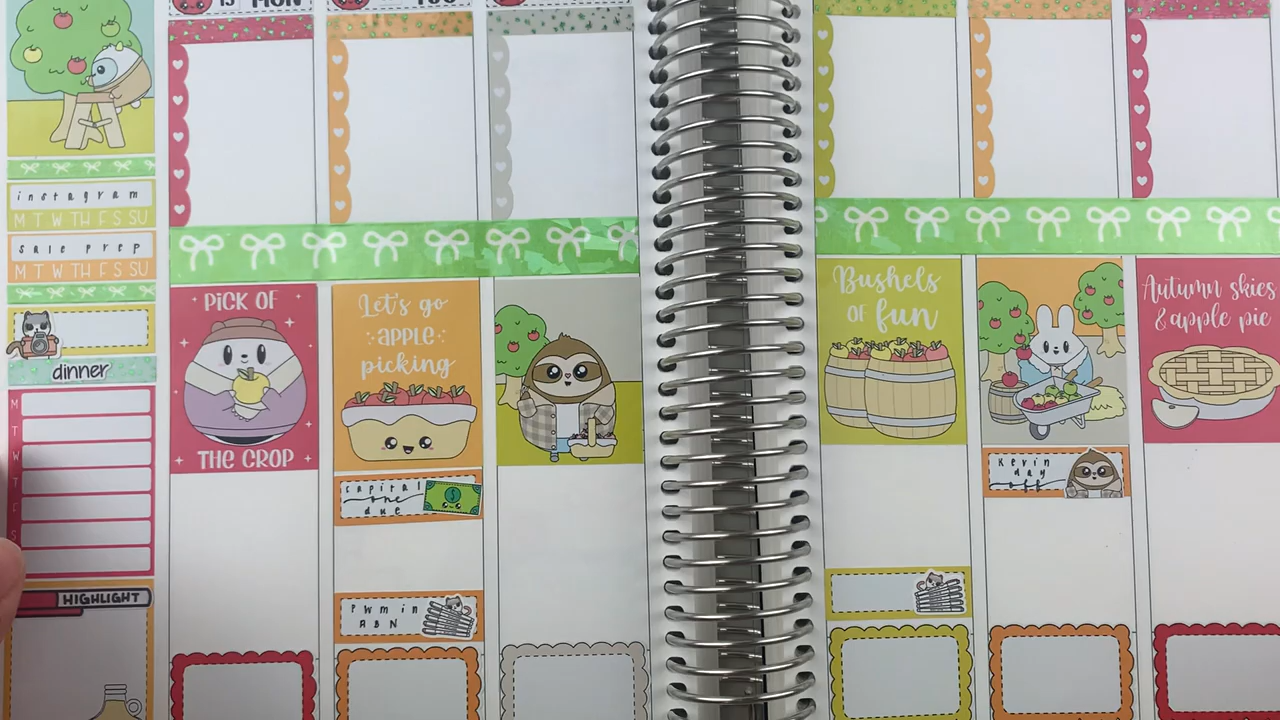 instagram
M T W TH F S SU
sale prep
M T W TH F S SU
dinner
M
T
W
T
F
S
HIGHLIGHT
IS MON
PiCK OF
THE CROP
Let's go
APPLE
picking
capital
one
due
PWM in
ABN
Bushels
OF fun
Kevin
day
off
Autumn skies
& apple pie